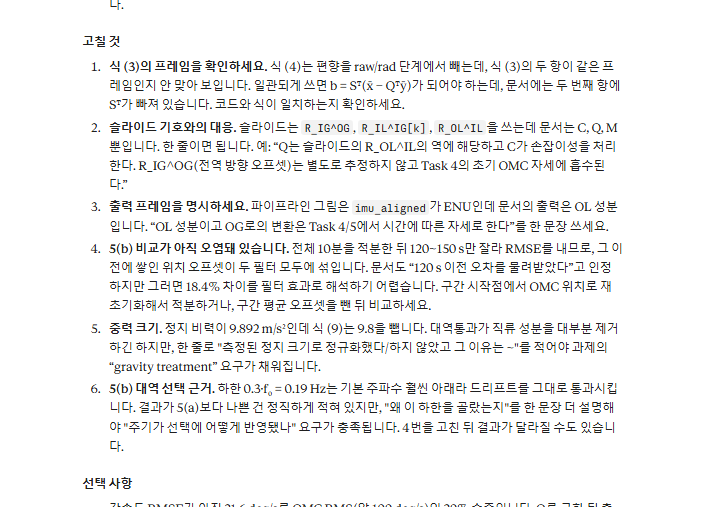 다.
고칠 것
1. 식 (3)의 프레임을 확인하세요. 식 (4)는 편향을 raw/rad 단계에서 빼는데, 식 (3)의 두 항이 같은 프
레임인지 안 맞아 보입니다. 일관되게 쓰면 b = Sᵀ(x̄ − Qᵀȳ)가 되어야 하는데, 문서에는 두 번째 항에
Sᵀ가 빠져 있습니다. 코드와 식이 일치하는지 확인하세요.
2. 슬라이드 기호와의 대응. 슬라이드는 R_IG^OG, R_IL^IG[k], R_OL^IL을 쓰는데 문서는 C, Q, M
뿐입니다. 한 줄이면 됩니다. 예: “Q는 슬라이드의 R_OL^IL의 역에 해당하고 C가 손잡이성을 처리
한다. R_IG^OG(전역 방향 오프셋)는 별도로 추정하지 않고 Task 4의 초기 OMC 자세에 흡수된
다.”
3. 출력 프레임을 명시하세요. 파이프라인 그림은 imu_aligned가 ENU인데 문서의 출력은 OL 성분
입니다. “OL 성분이고 OG로의 변환은 Task 4/5에서 시간에 따른 자세로 한다”를 한 문장 쓰세요.
4. 5(b) 비교가 아직 오염돼 있습니다. 전체 10분을 적분한 뒤 120~150 s만 잘라 RMSE를 내므로, 그 이
전에 쌓인 위치 오프셋이 두 필터 모두에 섞입니다. 문서도 “120 s 이전 오차를 물려받았다”고 인정
하지만 그러면 18.4% 차이를 필터 효과로 해석하기 어렵습니다. 구간 시작점에서 OMC 위치로 재
초기화해서 적분하거나, 구간 평균 오프셋을 뺀 뒤 비교하세요.
5. 중력 크기. 정지 비력이 9.892 m/s²인데 식 (9)는 9.8을 뺍니다. 대역통과가 직류 성분을 대부분 제거
하긴 하지만, 한 줄로 "측정된 정지 크기로 정규화했다/하지 않았고 그 이유는 ~"를 적어야 과제의
“gravity treatment” 요구가 채워집니다.
6. 5(b) 대역 선택 근거. 하한 0.3·f₀ = 0.19 Hz는 기본 주파수 훨씬 아래라 드리프트를 그대로 통과시킵
니다. 결과가 5(a)보다 나쁜 건 정직하게 적혀 있지만, "왜 이 하한을 골랐는지"를 한 문장 더 설명해
야 "주기가 선택에 어떻게 반영됐나" 요구가 충족됩니다. 4번을 고친 뒤 결과가 달라질 수도 있습니
다.
선택 사항